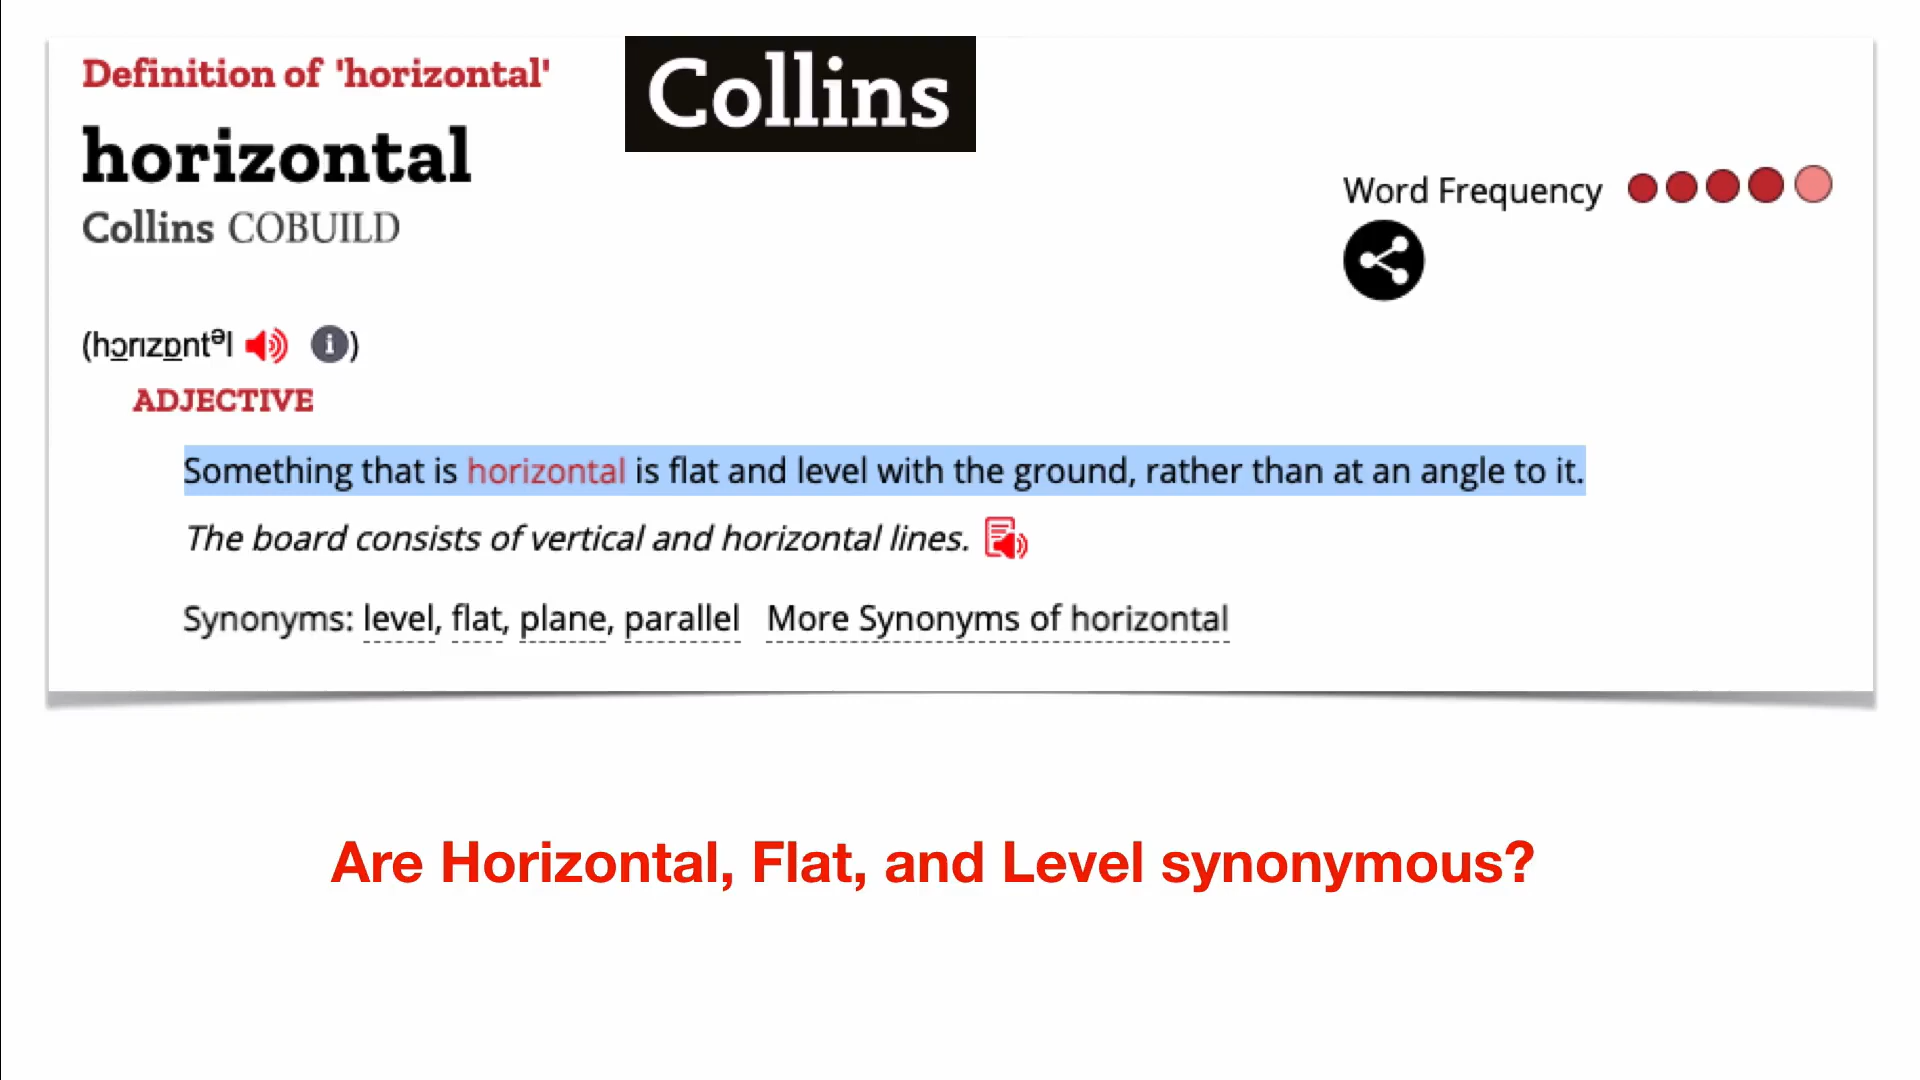 Definition of 'horizontal'
Collins
horizontal
Collins COBUILD
Word Frequency
(hɔrɪzɒntᵊl)
ADJECTIVE
Something that is horizontal is flat and level with the ground, rather than at an angle to it.
The board consists of vertical and horizontal lines.
Synonyms: level, flat, plane, parallel More Synonyms of horizontal
Are Horizontal, Flat, and Level synonymous?